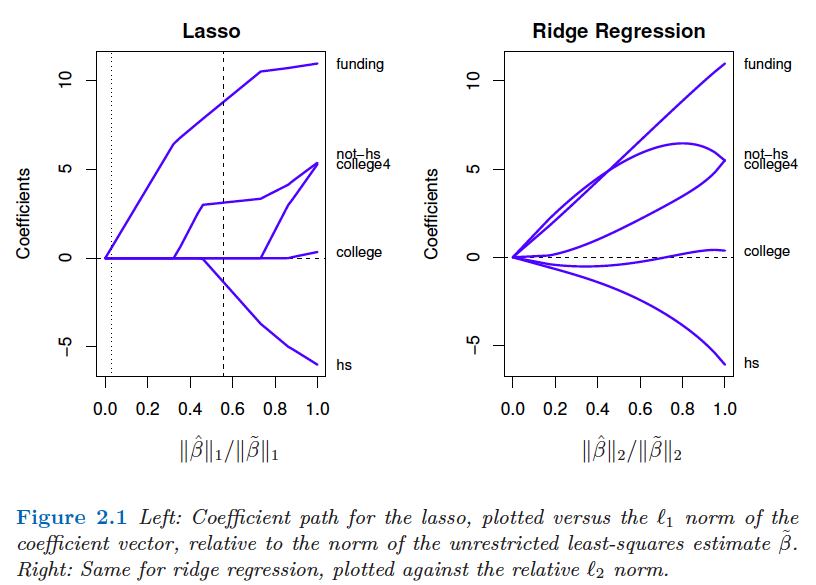 Lasso
Coefficients
10
5
0
−5
funding
not−hs
college4
college
hs
0.0 0.2 0.4 0.6 0.8 1.0
‖β̂‖₁/‖β̃‖₁
Ridge Regression
Coefficients
10
5
0
−5
funding
not−hs
college4
college
hs
0.0 0.2 0.4 0.6 0.8 1.0
‖β̂‖₂/‖β̃‖₂
Figure 2.1 Left: Coefficient path for the lasso, plotted versus the ℓ₁ norm of the
coefficient vector, relative to the norm of the unrestricted least-squares estimate β̃.
Right: Same for ridge regression, plotted against the relative ℓ₂ norm.